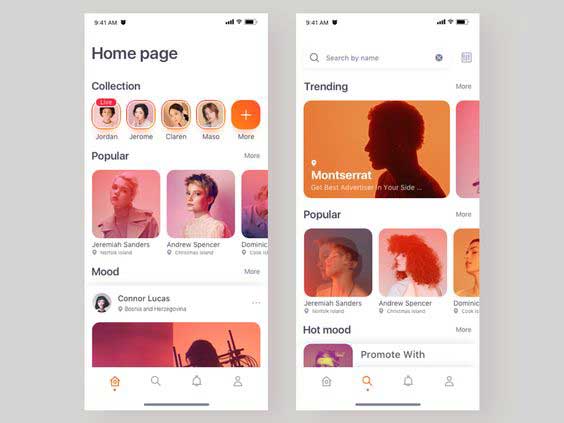 9:41 AM
Home page
Collection
Live
Jordan
Jerome
Claren
Maso
More
Popular
More
Jeremiah Sanders
Norfolk Island
Andrew Spencer
Christmas Island
Dominic
Cook is
Mood
More
Connor Lucas
Bosnia and Herzegovina
9:41 AM
Search by name
Trending
More
Montserrat
Get Best Advertiser In Your Side ...
Popular
More
Jeremiah Sanders
Norfolk Island
Andrew Spencer
Christmas Island
Dominic
Cook is
Hot mood
More
Promote With